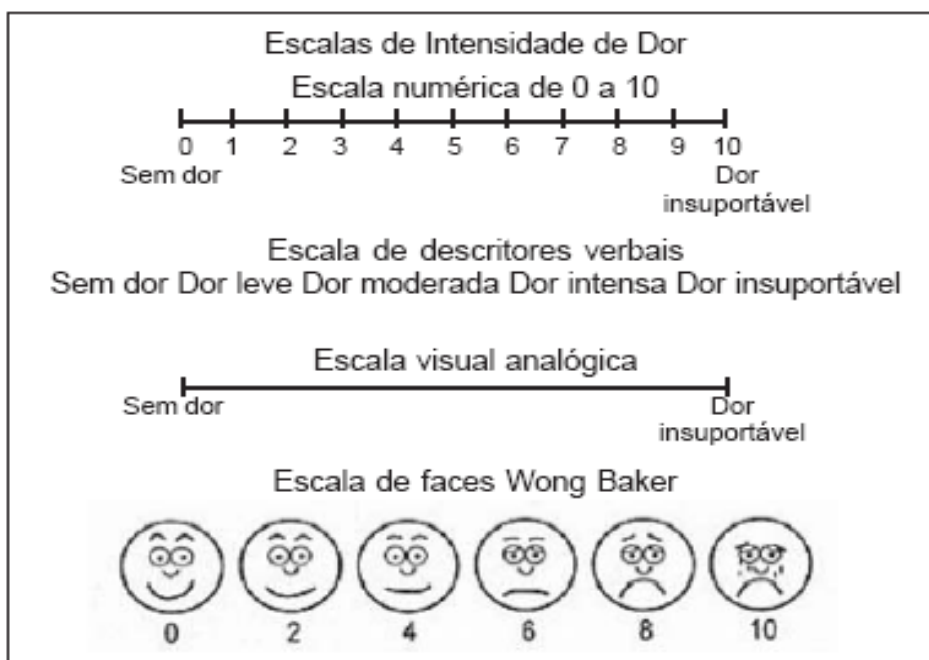 Escalas de Intensidade de Dor
Escala numérica de 0 a 10
0 1 2 3 4 5 6 7 8 9 10
Sem dor Dor
insuportável
Escala de descritores verbais
Sem dor Dor leve Dor moderada Dor intensa Dor insuportável
Escala visual analógica
Sem dor Dor
insuportável
Escala de faces Wong Baker
0 2 4 6 8 10